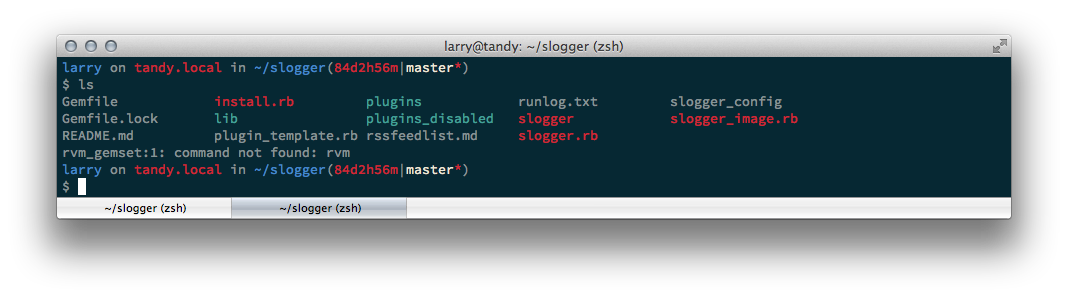 larry@tandy: ~/slogger (zsh)
larry on tandy.local in ~/slogger(84d2h56m|master*)
$ ls
Gemfile install.rb plugins runlog.txt slogger_config
Gemfile.lock lib plugins_disabled slogger slogger_image.rb
README.md plugin_template.rb rssfeedlist.md slogger.rb
rvm_gemset:1: command not found: rvm
larry on tandy.local in ~/slogger(84d2h56m|master*)
$
~/slogger (zsh) ~/slogger (zsh)